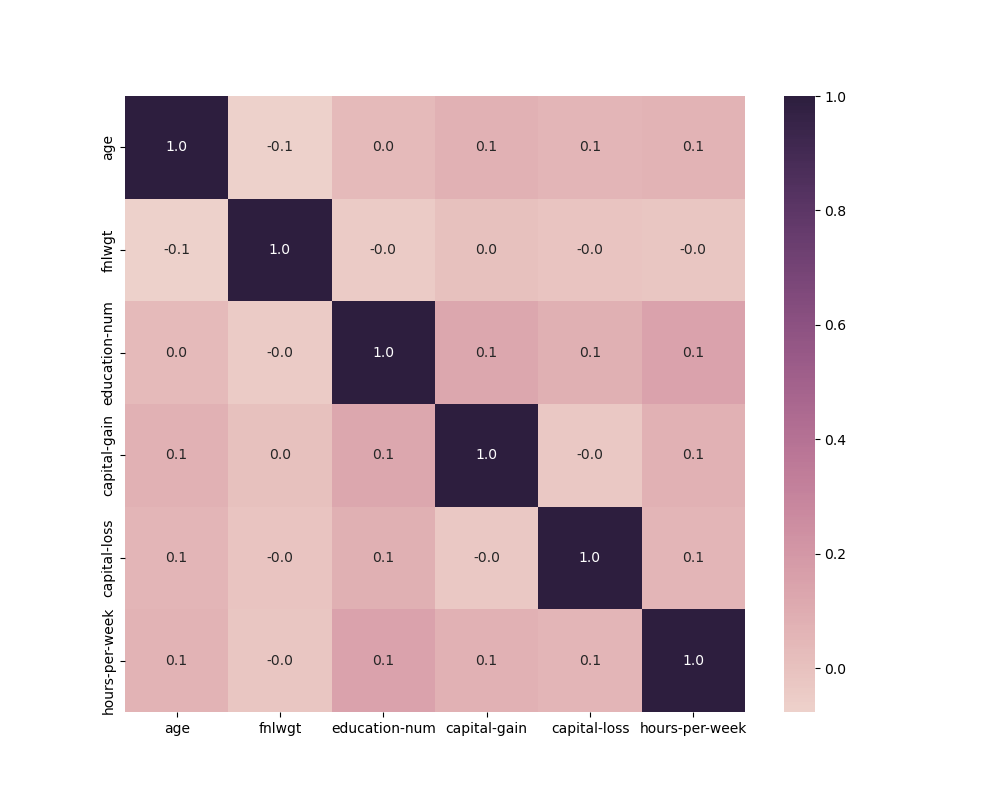 1.0
age 1.0 -0.1 0.0 0.1 0.1 0.1
0.8
fnlwgt -0.1 1.0 -0.0 0.0 -0.0 -0.0
0.6
education-num 0.0 -0.0 1.0 0.1 0.1 0.1
0.4
capital-gain 0.1 0.0 0.1 1.0 -0.0 0.1
0.2
capital-loss 0.1 -0.0 0.1 -0.0 1.0 0.1
hours-per-week 0.1 -0.0 0.1 0.1 0.1 1.0
0.0
age fnlwgt education-num capital-gain capital-loss hours-per-week